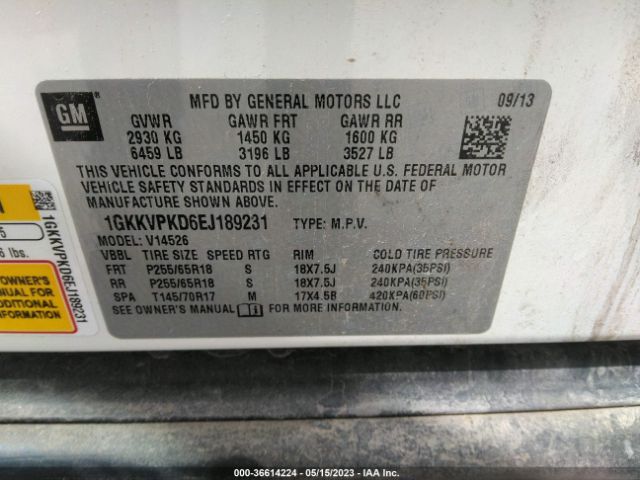 GM
MFD BY GENERAL MOTORS LLC 09/13
GVWR GAWR FRT GAWR RR
2930 KG 1450 KG 1600 KG
6459 LB 3196 LB 3527 LB
THIS VEHICLE CONFORMS TO ALL APPLICABLE U.S. FEDERAL MOTOR
VEHICLE SAFETY STANDARDS IN EFFECT ON THE DATE OF
MANUFACTURE SHOWN ABOVE.
1GKKVPKD6EJ189231 TYPE: M.P.V.
MODEL: V14526
VBBL TIRE SIZE SPEED RTG RIM COLD TIRE PRESSURE
FRT P255/65R18 S 18X7.5J 240KPA(35PSI)
RR P255/65R18 S 18X7.5J 240KPA(35PSI)
SPA T145/70R17 M 17X4.5B 420KPA(60PSI)
SEE OWNER'S MANUAL FOR MORE INFORMATION
lbs.
OWNER'S
MANUAL FOR
ADDITIONAL
1GKKVPKD6EJ189231
000-36614224 — 05/15/2023 — IAA Inc.